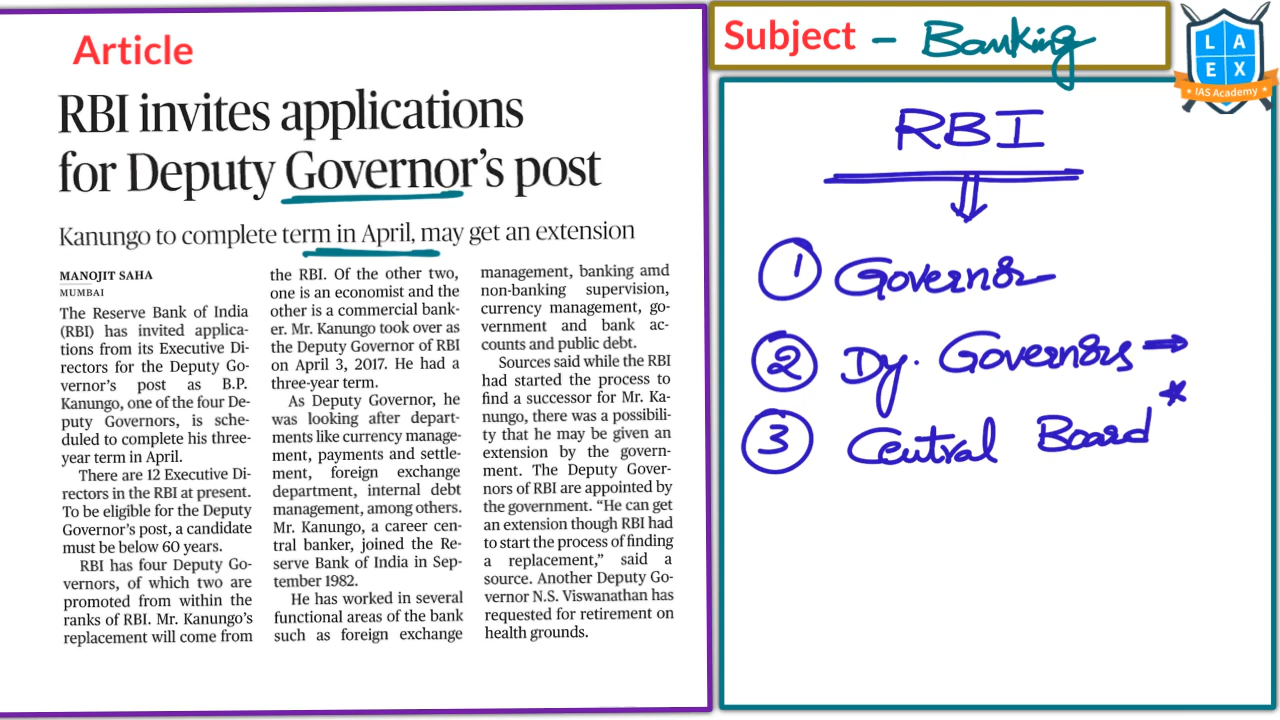 Article
RBI invites applications
for Deputy Governor's post
Kanungo to complete term in April, may get an extension
MANOJIT SAHA
MUMBAI
The Reserve Bank of India
(RBI) has invited applica-
tions from its Executive Di-
rectors for the Deputy Go-
vernor's post as B.P.
Kanungo, one of the four De-
puty Governors, is sche-
duled to complete his three-
year term in April.
There are 12 Executive Di-
rectors in the RBI at present.
To be eligible for the Deputy
Governor's post, a candidate
must be below 60 years.
RBI has four Deputy Go-
vernors, of which two are
promoted from within the
ranks of RBI. Mr. Kanungo's
replacement will come from
the RBI. Of the other two,
one is an economist and the
other is a commercial bank-
er. Mr. Kanungo took over as
the Deputy Governor of RBI
on April 3, 2017. He had a
three-year term.
As Deputy Governor, he
was looking after depart-
ments like currency manage-
ment, payments and settle-
ment, foreign exchange
department, internal debt
management, among others.
Mr. Kanungo, a career cen-
tral banker, joined the Re-
serve Bank of India in Sep-
tember 1982.
He has worked in several
functional areas of the bank
such as foreign exchange
management, banking amd
non-banking supervision,
currency management, go-
vernment and bank ac-
counts and public debt.
Sources said while the RBI
had started the process to
find a successor for Mr. Ka-
nungo, there was a possibili-
ty that he may be given an
extension by the govern-
ment. The Deputy Gover-
nors of RBI are appointed by
the government. "He can get
an extension though RBI had
to start the process of finding
a replacement," said a
source. Another Deputy Go-
vernor N.S. Viswanathan has
requested for retirement on
health grounds.
Subject - Banking
LA
EX
IAS Academy
RBI
1 Governor
2 Dy. Governors →
3 Central Board *